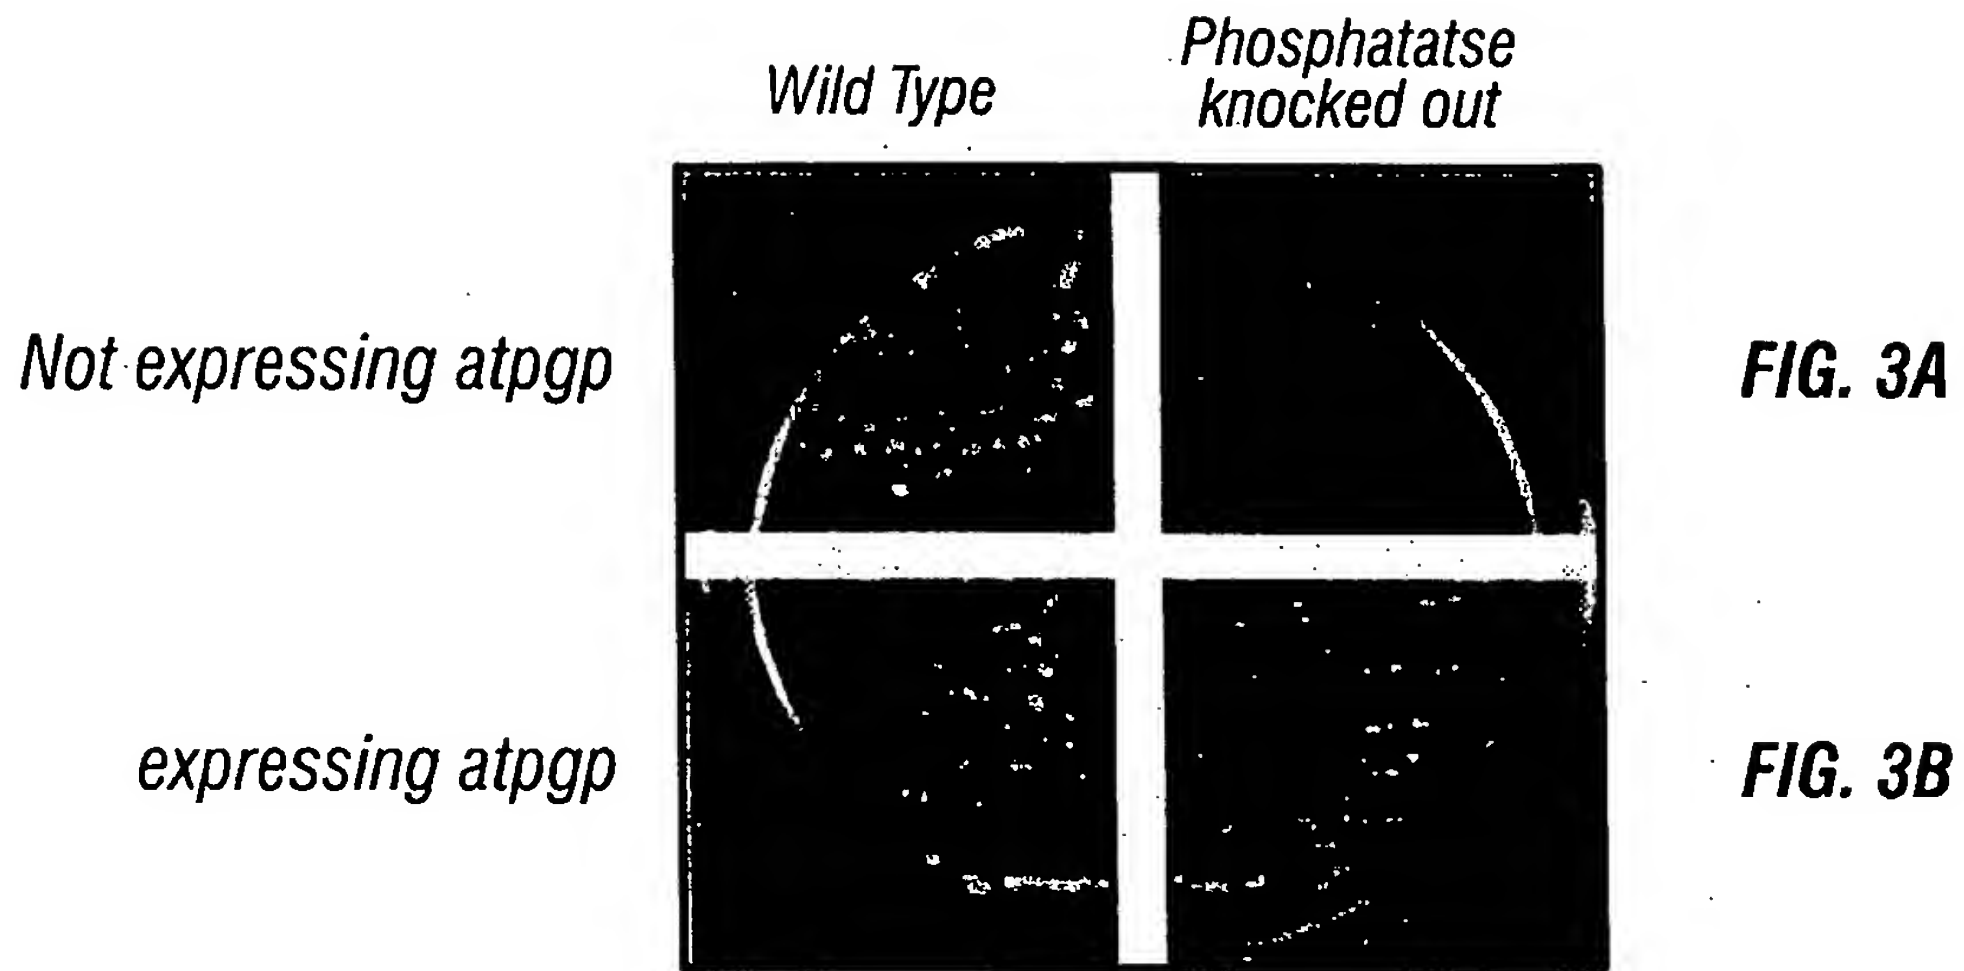 Wild Type
Phosphatatse
knocked out
Not expressing atpgp
FIG. 3A
expressing atpgp
FIG. 3B